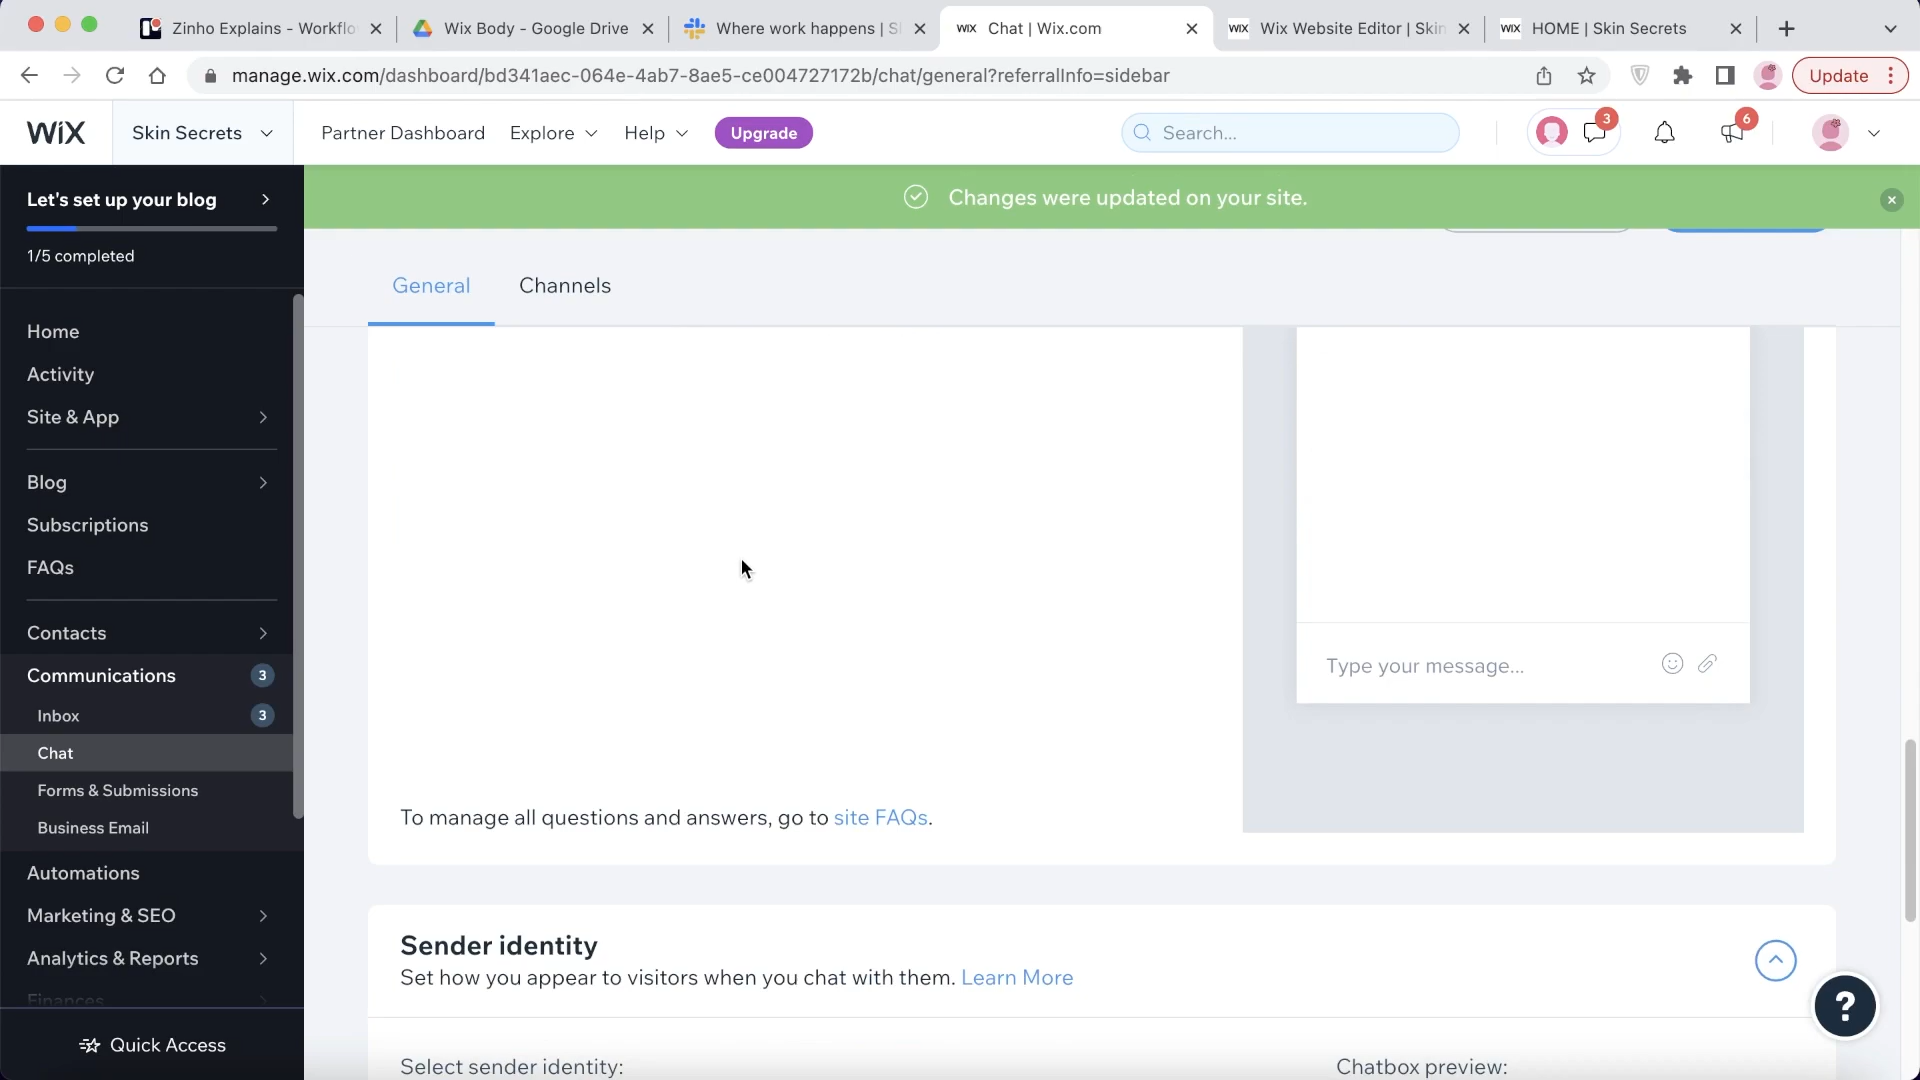 Zinho Explains - Workflo
Wix Body - Google Drive
Where work happens | S
WIX Chat | Wix.com
WIX Wix Website Editor | Skin
WIX HOME | Skin Secrets
manage.wix.com/dashboard/bd341aec-064e-4ab7-8ae5-ce004727172b/chat/general?referralInfo=sidebar
Update
WIX
Skin Secrets
Partner Dashboard
Explore
Help
Upgrade
Search...
3
6
Let's set up your blog
1/5 completed
Changes were updated on your site.
General
Channels
Home
Activity
Site & App
Blog
Subscriptions
FAQs
Contacts
Communications 3
Inbox 3
Chat
Forms & Submissions
Business Email
Automations
Marketing & SEO
Analytics & Reports
Finances
Quick Access
Type your message...
To manage all questions and answers, go to site FAQs.
Sender identity
Set how you appear to visitors when you chat with them. Learn More
Select sender identity:
Chatbox preview:
?